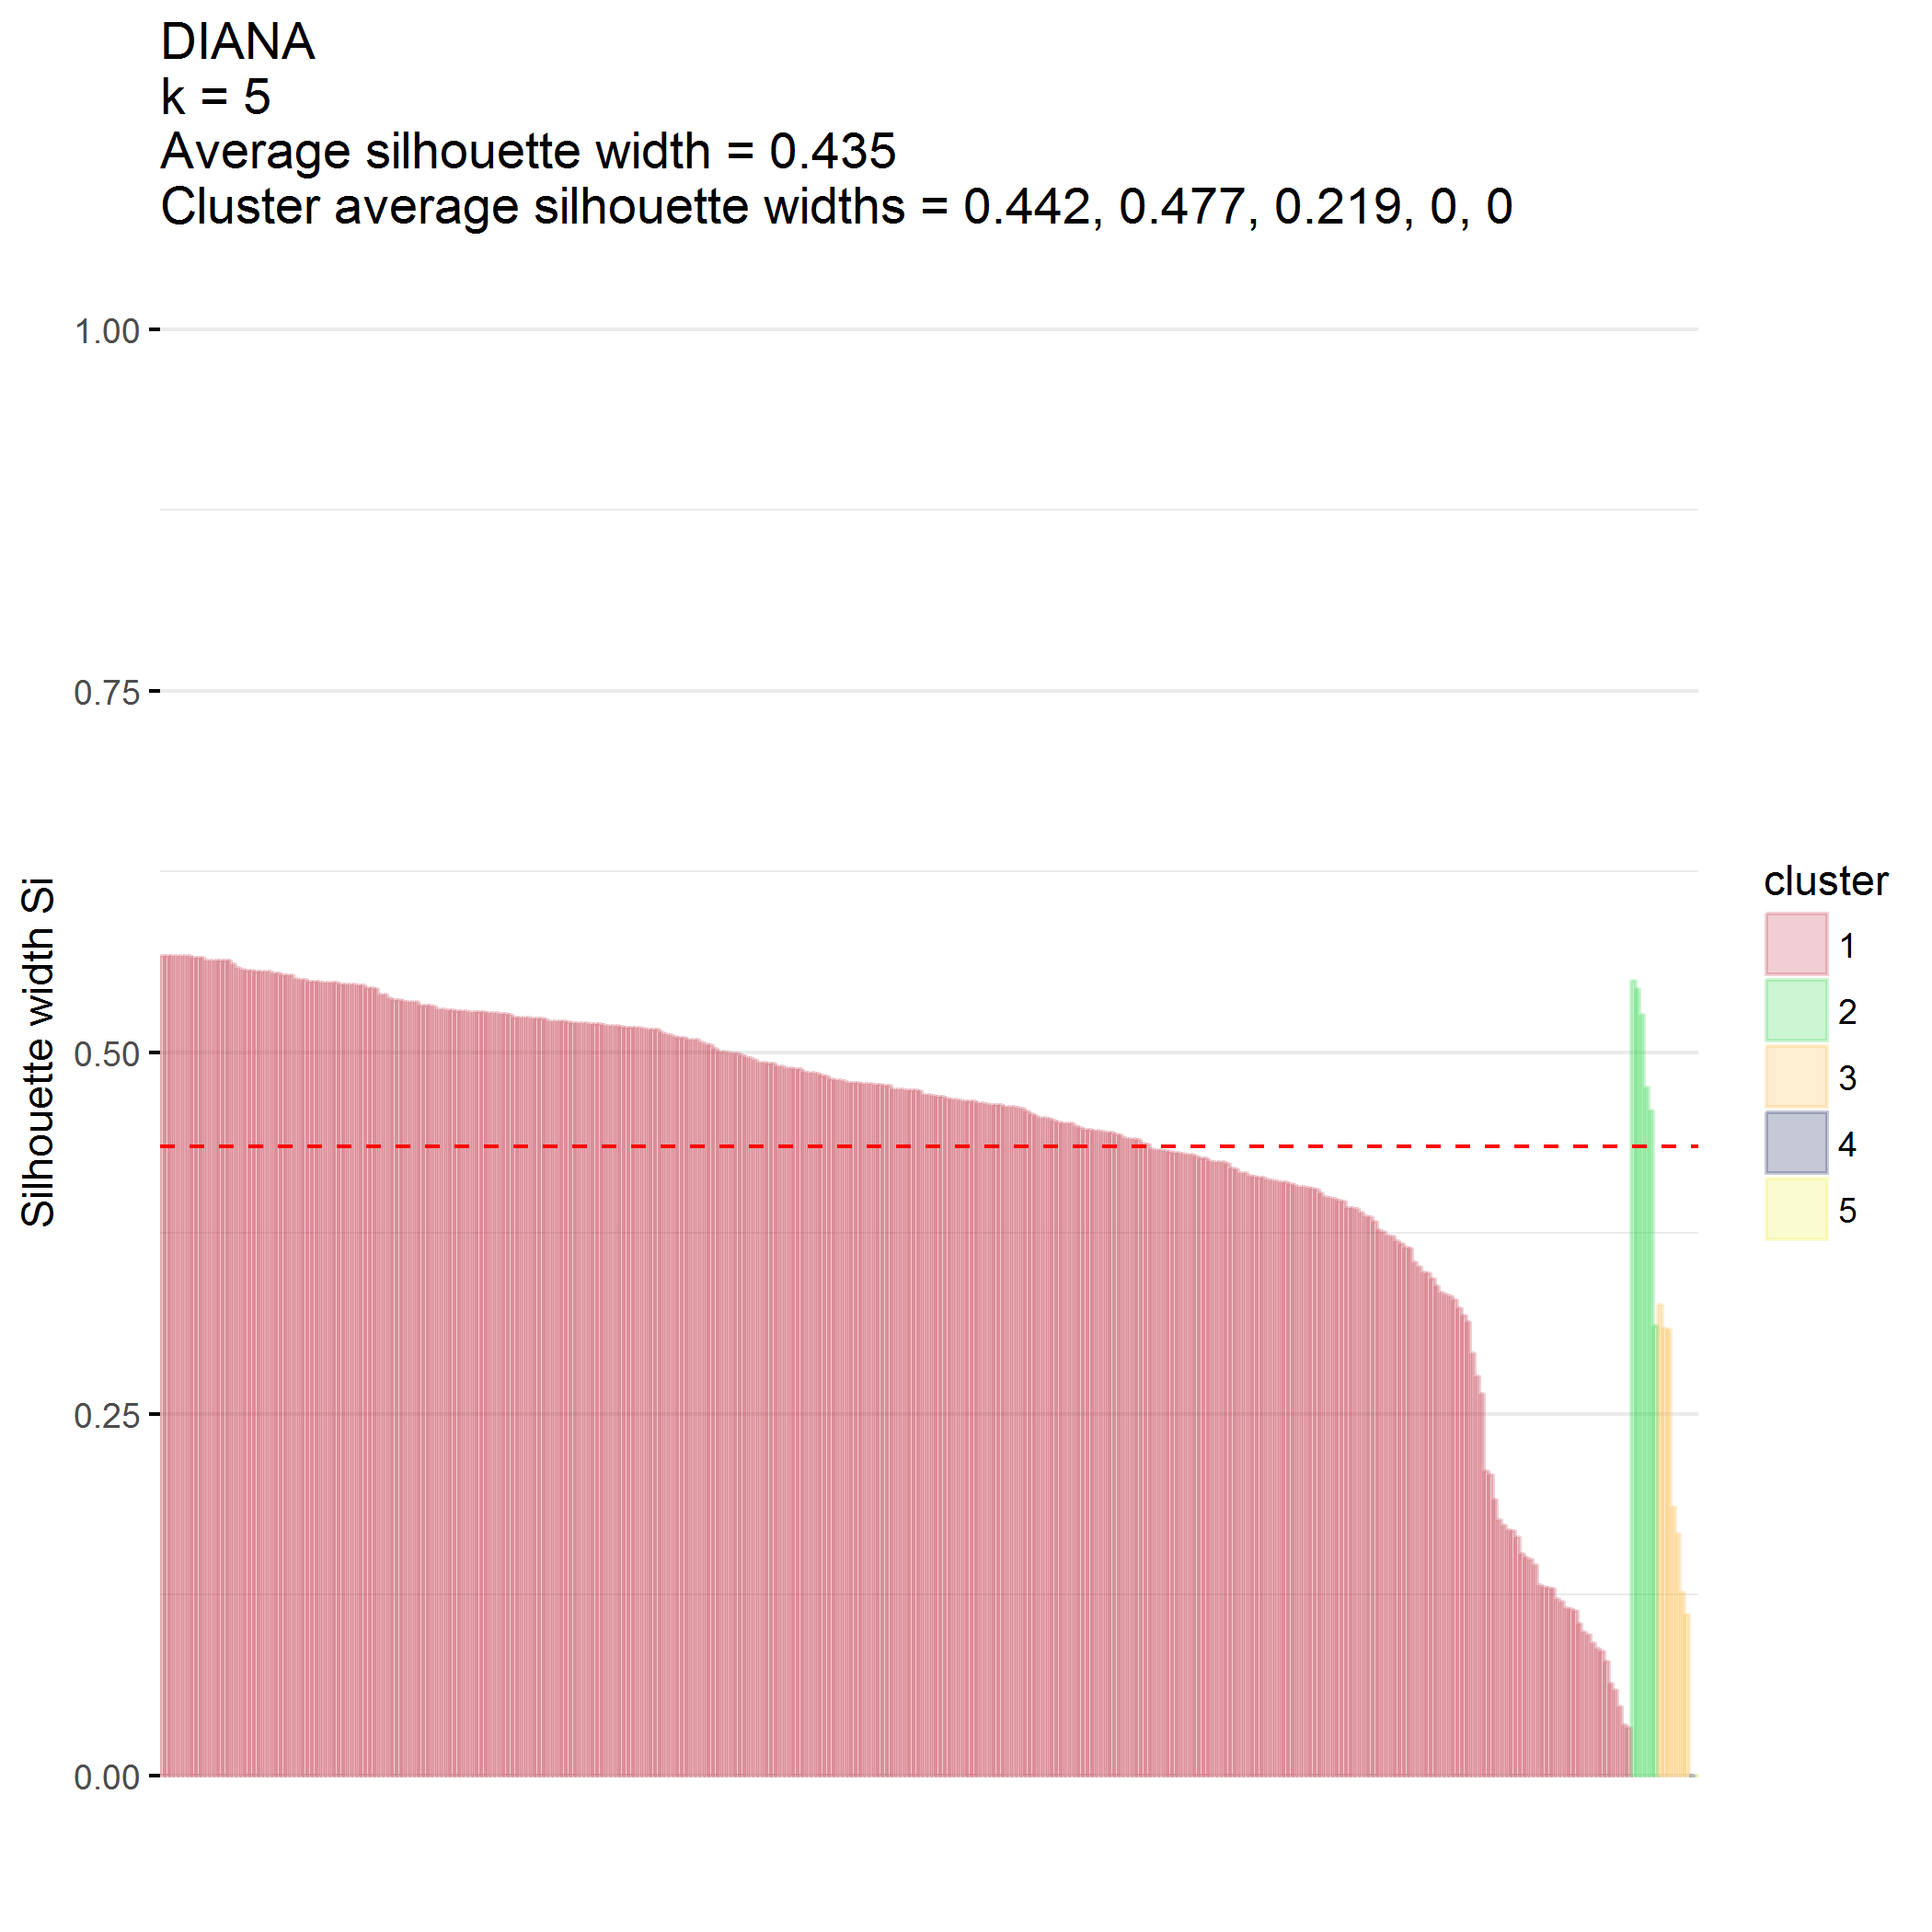 DIANA
k = 5
Average silhouette width = 0.435
Cluster average silhouette widths = 0.442, 0.477, 0.219, 0, 0
1.00
0.75
0.50
0.25
0.00
Silhouette width Si
cluster
1
2
3
4
5